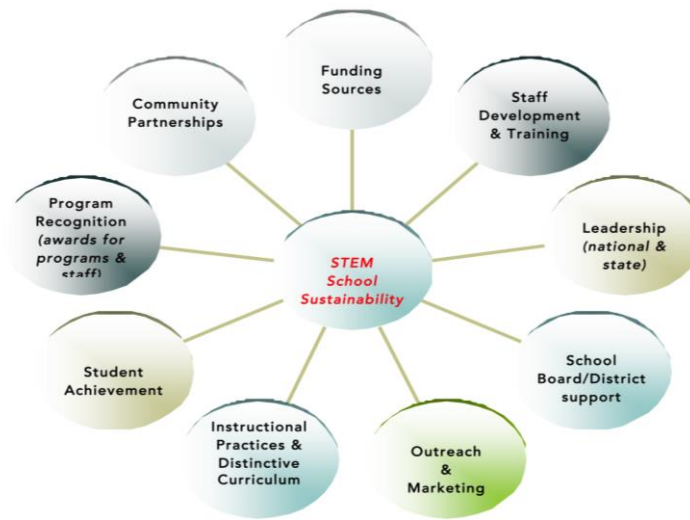 Funding
Sources
Staff
Development
& Training
Leadership
(national &
state)
School
Board/District
support
Outreach
&
Marketing
Instructional
Practices &
Distinctive
Curriculum
Student
Achievement
Program
Recognition
(awards for
programs &
staff)
Community
Partnerships
STEM
School
Sustainability